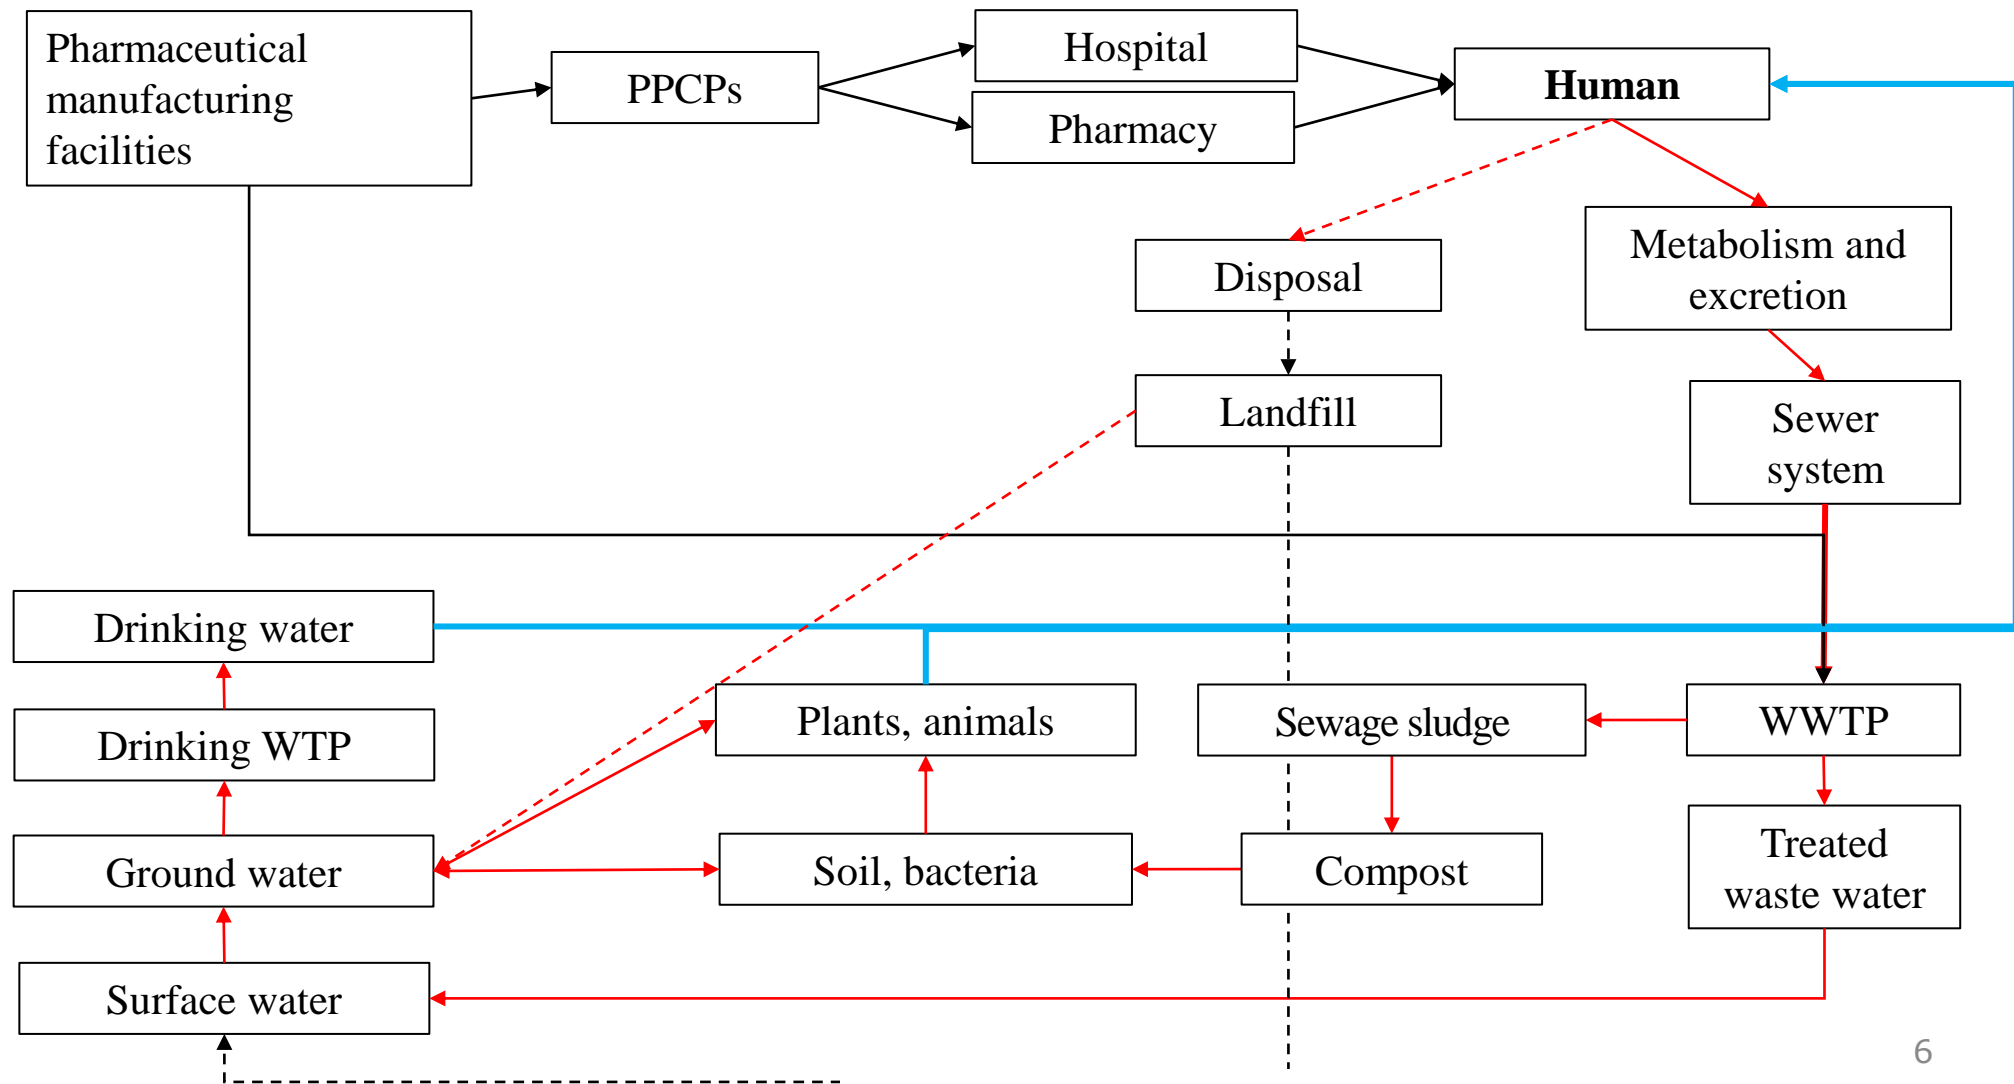 Pharmaceutical
manufacturing
facilities
PPCPs
Hospital
Pharmacy
Human
Disposal
Metabolism and
excretion
Landfill
Sewer
system
Drinking water
Drinking WTP
Plants, animals
Sewage sludge
WWTP
Ground water
Soil, bacteria
Compost
Treated
waste water
Surface water
6